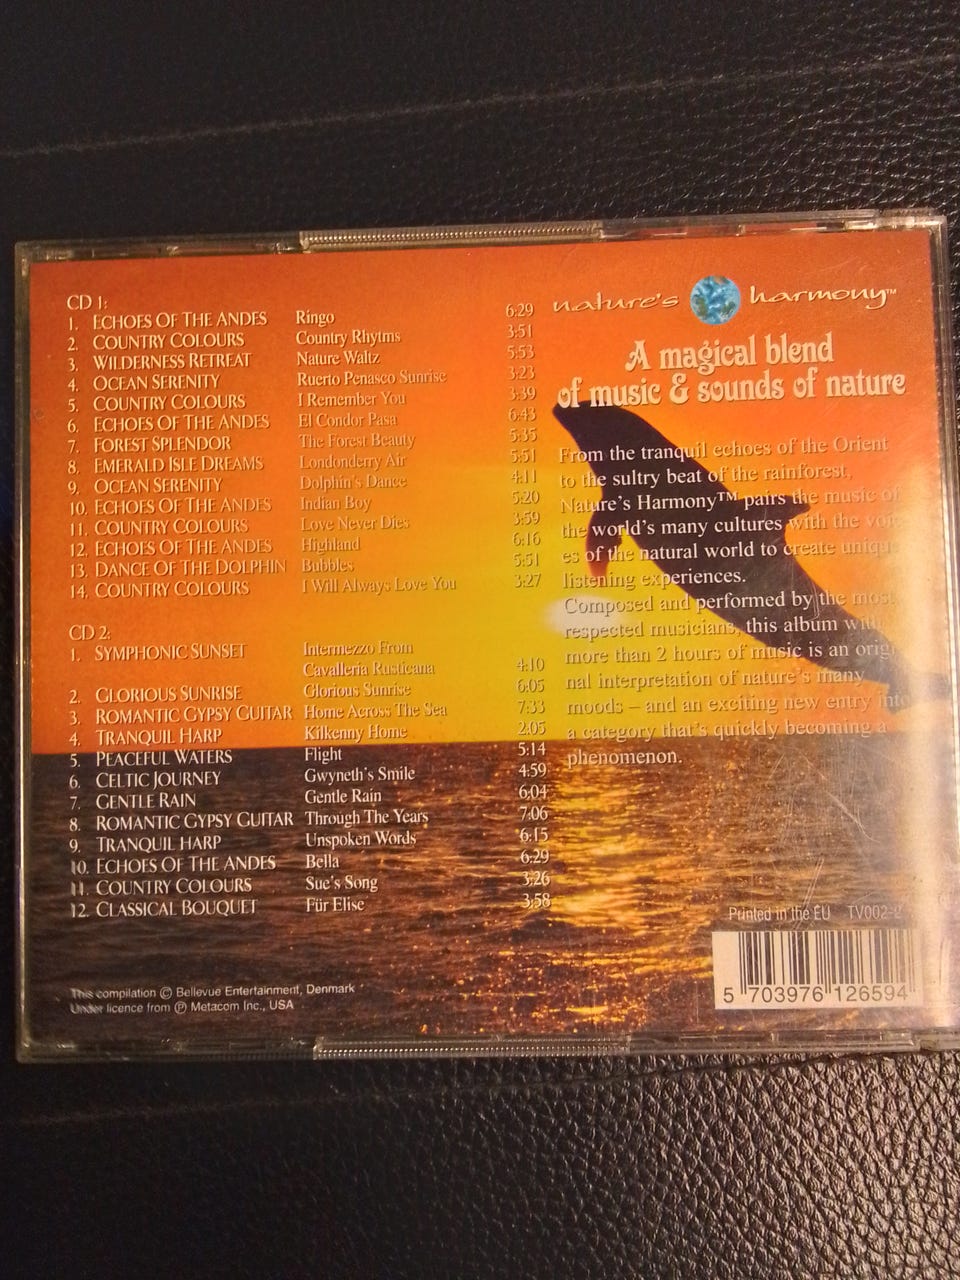 CD 1:
1. ECHOES OF THE ANDES Ringo 6:29
2. COUNTRY COLOURS Country Rhytms 3:51
3. WILDERNESS RETREAT Nature Waltz 5:53
4. OCEAN SERENITY Ruerto Penasco Sunrise 3:23
5. COUNTRY COLOURS I Remember You 3:39
6. ECHOES OF THE ANDES El Condor Pasa 6:43
7. FOREST SPLENDOR The Forest Beauty 5:35
8. EMERALD ISLE DREAMS Londonderry Air 5:51
9. OCEAN SERENITY Dolphin's Dance 4:11
10. ECHOES OF THE ANDES Indian Boy 5:20
11. COUNTRY COLOURS Love Never Dies 3:59
12. ECHOES OF THE ANDES Highland 6:16
13. DANCE OF THE DOLPHIN Bubbles 5:51
14. COUNTRY COLOURS I Will Always Love You 3:27
CD 2:
1. SYMPHONIC SUNSET Intermezzo From
Cavalleria Rusticana 4:10
2. GLORIOUS SUNRISE Glorious Sunrise 6:05
3. ROMANTIC GYPSY GUITAR Home Across The Sea 7:33
4. TRANQUIL HARP Kilkenny Home 2:05
5. PEACEFUL WATERS Flight 5:14
6. CELTIC JOURNEY Gwyneth's Smile 4:59
7. GENTLE RAIN Gentle Rain 6:04
8. ROMANTIC GYPSY GUITAR Through The Years 7:06
9. TRANQUIL HARP Unspoken Words 6:15
10. ECHOES OF THE ANDES Bella 6:29
11. COUNTRY COLOURS Sue's Song 3:26
12. CLASSICAL BOUQUET Für Elise 3:58
This compilation © Bellevue Entertainment, Denmark
Under licence from ℗ Metacom Inc., USA
nature's harmony™
A magical blend
of music & sounds of nature
From the tranquil echoes of the Orient
to the sultry beat of the rainforest,
Nature's Harmony™ pairs the music of
the world's many cultures with the voic-
es of the natural world to create unique
listening experiences.
Composed and performed by the most
respected musicians, this album with
more than 2 hours of music is an origi-
nal interpretation of nature's many
moods – and an exciting new entry into
a category that's quickly becoming a
phenomenon.
Printed in the EU TV002-2
5 703976 126594